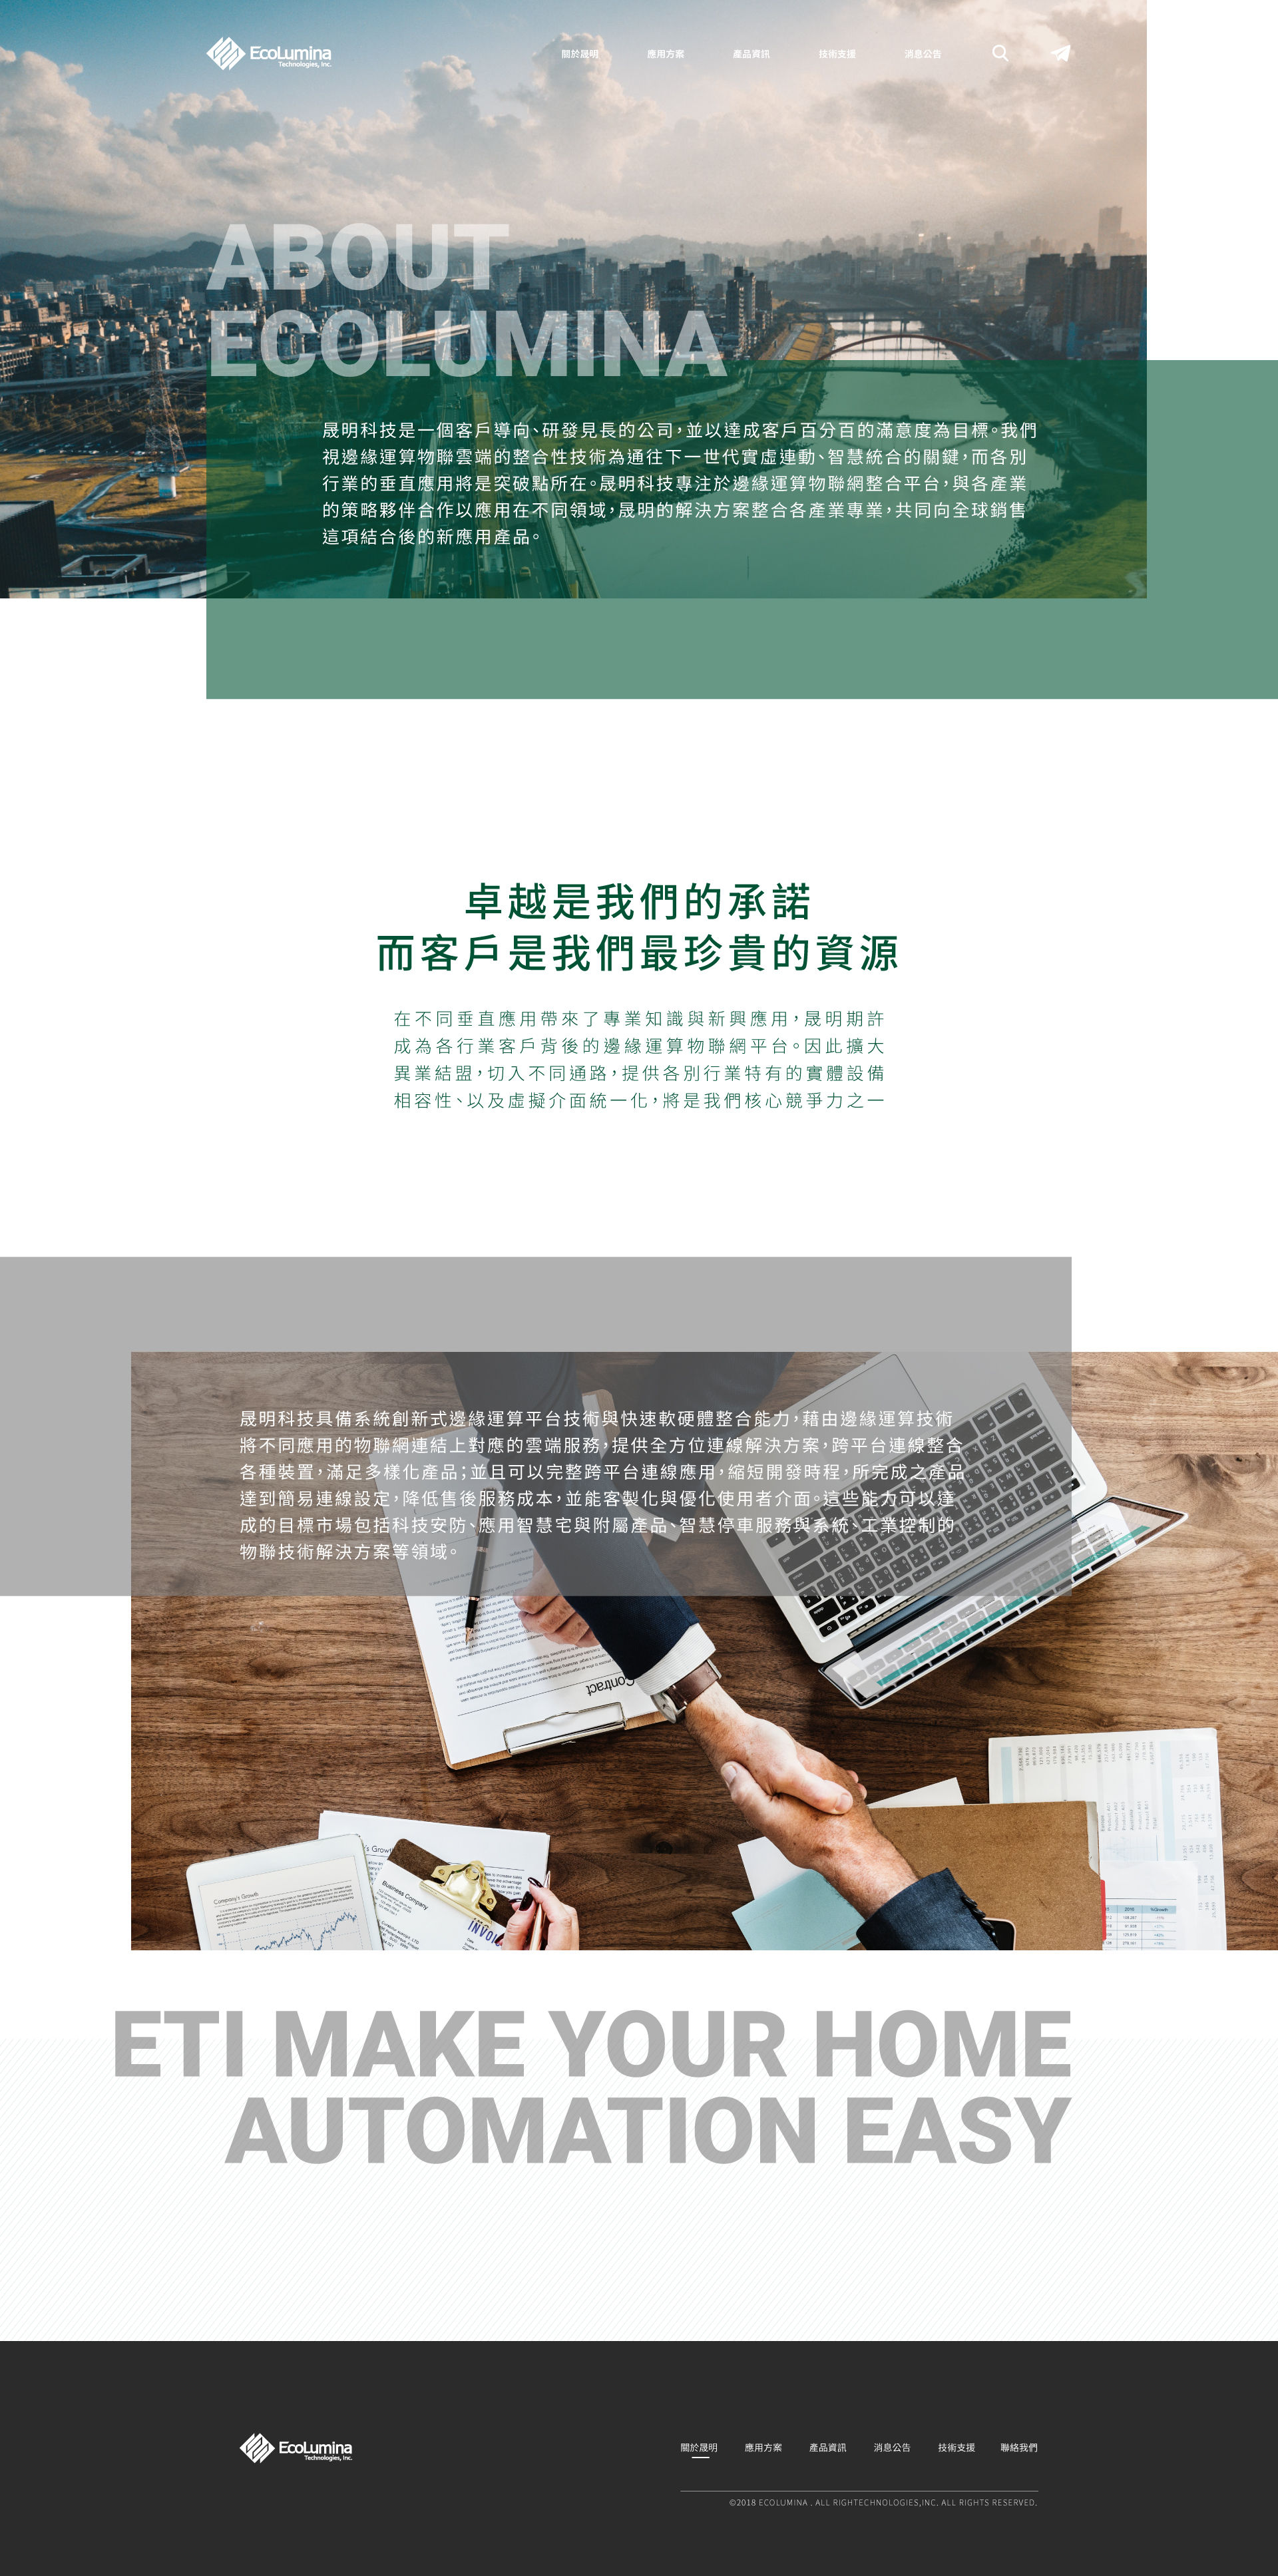 EcoLumina
Technologies, Inc.
關於晟明 應用方案 產品資訊 技術支援 消息公告
ABOUT
ECOLUMINA
晟明科技是一個客戶導向、研發見長的公司，並以達成客戶百分百的滿意度為目標。我們
視邊緣運算物聯雲端的整合性技術為通往下一世代實虛連動、智慧統合的關鍵，而各別
行業的垂直應用將是突破點所在。晟明科技專注於邊緣運算物聯網整合平台，與各產業
的策略夥伴合作以應用在不同領域，晟明的解決方案整合各產業專業，共同向全球銷售
這項結合後的新應用產品。
卓越是我們的承諾
而客戶是我們最珍貴的資源
在不同垂直應用帶來了專業知識與新興應用，晟明期許
成為各行業客戶背後的邊緣運算物聯網平台。因此擴大
異業結盟，切入不同通路，提供各別行業特有的實體設備
相容性、以及虛擬介面統一化，將是我們核心競爭力之一
晟明科技具備系統創新式邊緣運算平台技術與快速軟硬體整合能力，藉由邊緣運算技術
將不同應用的物聯網連結上對應的雲端服務，提供全方位連線解決方案，跨平台連線整合
各種裝置，滿足多樣化產品；並且可以完整跨平台連線應用，縮短開發時程，所完成之產品
達到簡易連線設定，降低售後服務成本，並能客製化與優化使用者介面。這些能力可以達
成的目標市場包括科技安防、應用智慧宅與附屬產品、智慧停車服務與系統、工業控制的
物聯技術解決方案等領域。
Contract
Company's Growth
Business Company
INVOI
ETI MAKE YOUR HOME
AUTOMATION EASY
EcoLumina
Technologies, Inc.
關於晟明 應用方案 產品資訊 消息公告 技術支援 聯絡我們
©2018 ECOLUMINA . ALL RIGHTECHNOLOGIES,INC. ALL RIGHTS RESERVED.